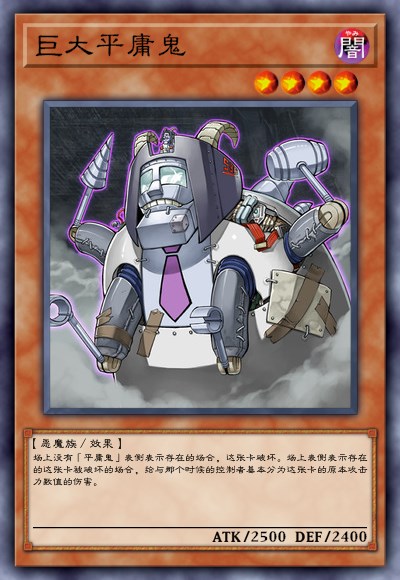 巨大平庸鬼
やみ
闇
【恶魔族／效果】
场上没有「平庸鬼」表侧表示存在的场合，这张卡破坏。场上表侧表示存在
的这张卡被破坏的场合，给与那个时候的控制者基本分为这张卡的原本攻击
力数值的伤害。
ATK/2500 DEF/2400